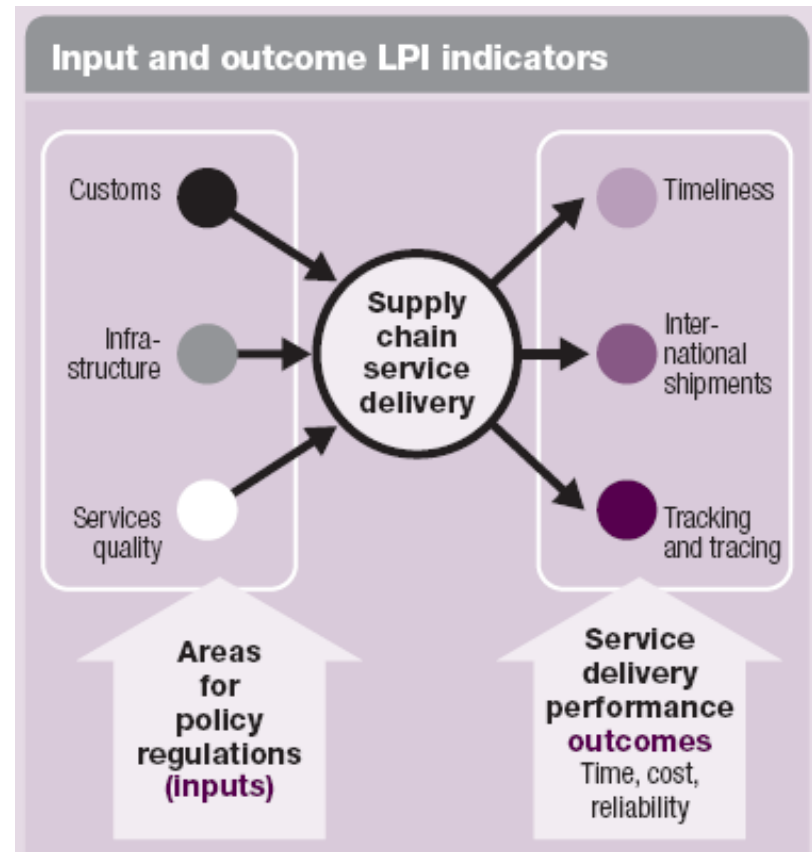 Input and outcome LPI indicators
Customs
Infra-
structure
Services
quality
Supply
chain
service
delivery
Timeliness
Inter-
national
shipments
Tracking
and tracing
Areas
for
policy
regulations
(inputs)
Service
delivery
performance
outcomes
Time, cost,
reliability